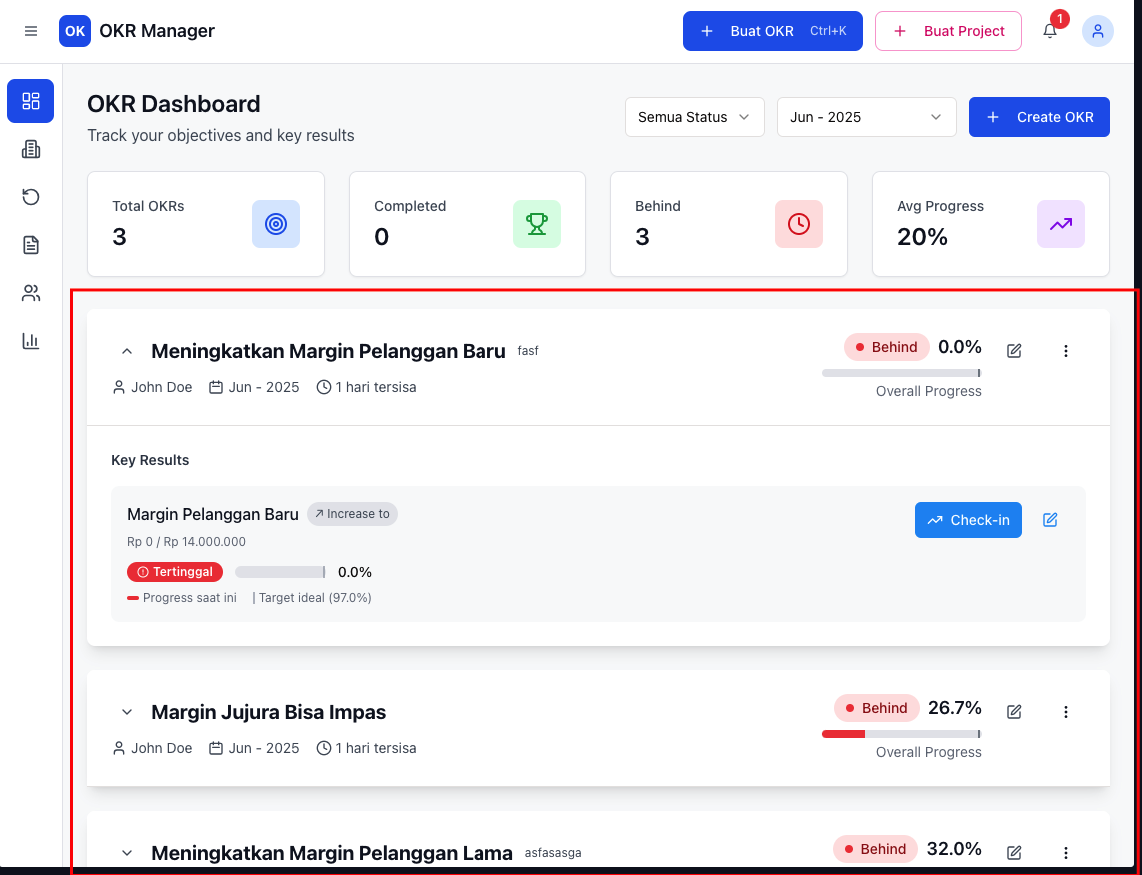 OK OKR Manager
Buat OKR Ctrl+K
Buat Project
1
OKR Dashboard
Track your objectives and key results
Semua Status
Jun - 2025
Create OKR
Total OKRs
3
Completed
0
Behind
3
Avg Progress
20%
Meningkatkan Margin Pelanggan Baru fasf
Behind 0.0%
John Doe Jun - 2025 1 hari tersisa
Overall Progress
Key Results
Margin Pelanggan Baru Increase to
Check-in
Rp 0 / Rp 14.000.000
Tertinggal 0.0%
Progress saat ini | Target ideal (97.0%)
Margin Jujura Bisa Impas
Behind 26.7%
John Doe Jun - 2025 1 hari tersisa
Overall Progress
Meningkatkan Margin Pelanggan Lama asfasasga
Behind 32.0%